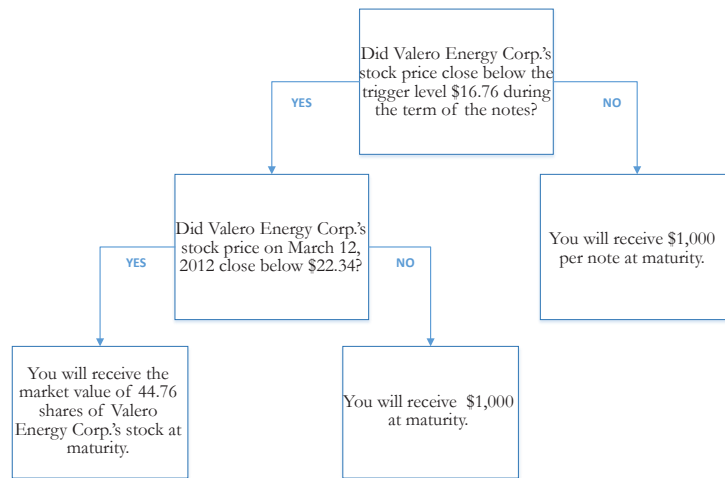 Did Valero Energy Corp.'s
stock price close below the
trigger level $16.76 during
the term of the notes?
YES
NO
Did Valero Energy Corp.'s
stock price on March 12,
2012 close below $22.34?
You will receive $1,000
per note at maturity.
YES
NO
You will receive the
market value of 44.76
shares of Valero
Energy Corp.'s stock at
maturity.
You will receive $1,000
at maturity.